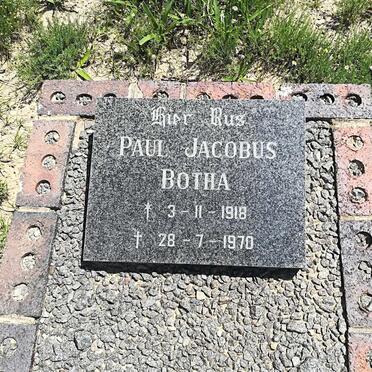 Hier Rus
PAUL JACOBUS
BOTHA
† 3-11-1918
† 28-7-1970